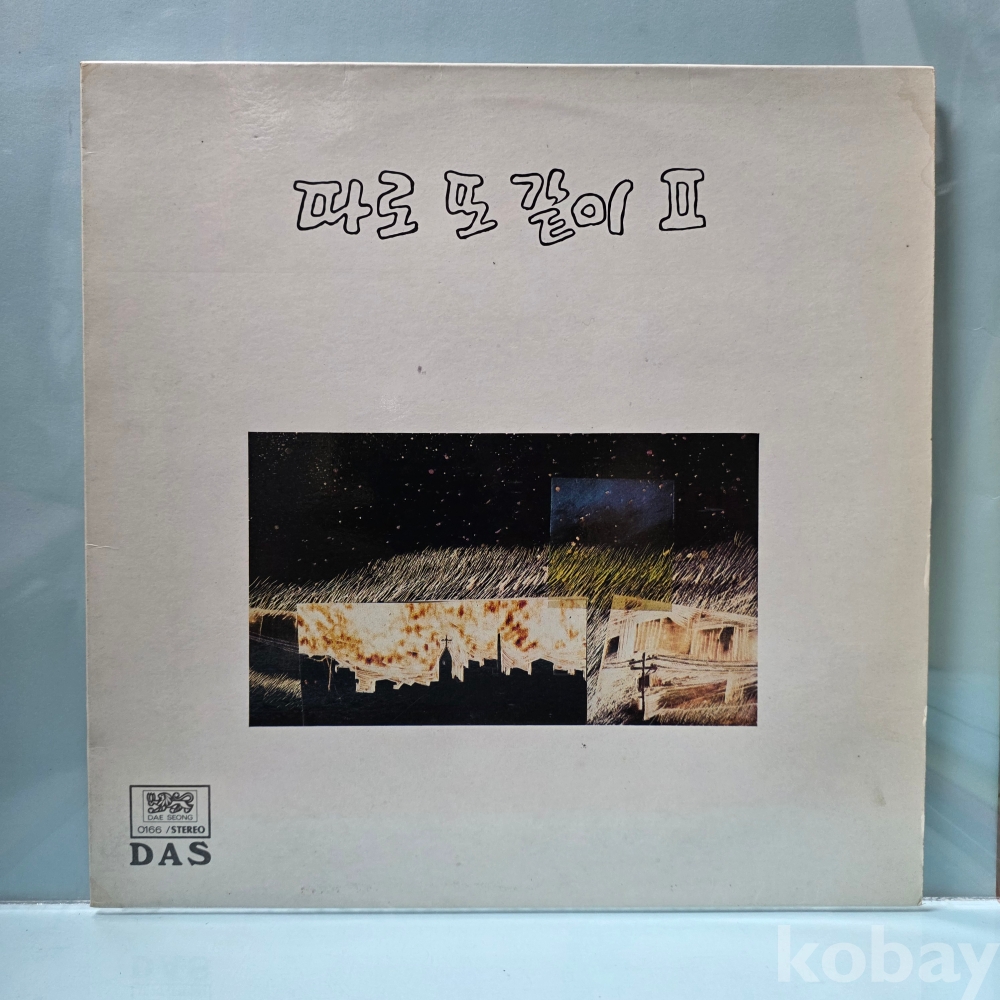 따로 또 같이 II
DAE SEONG
0166 /STEREO
DAS
kobay